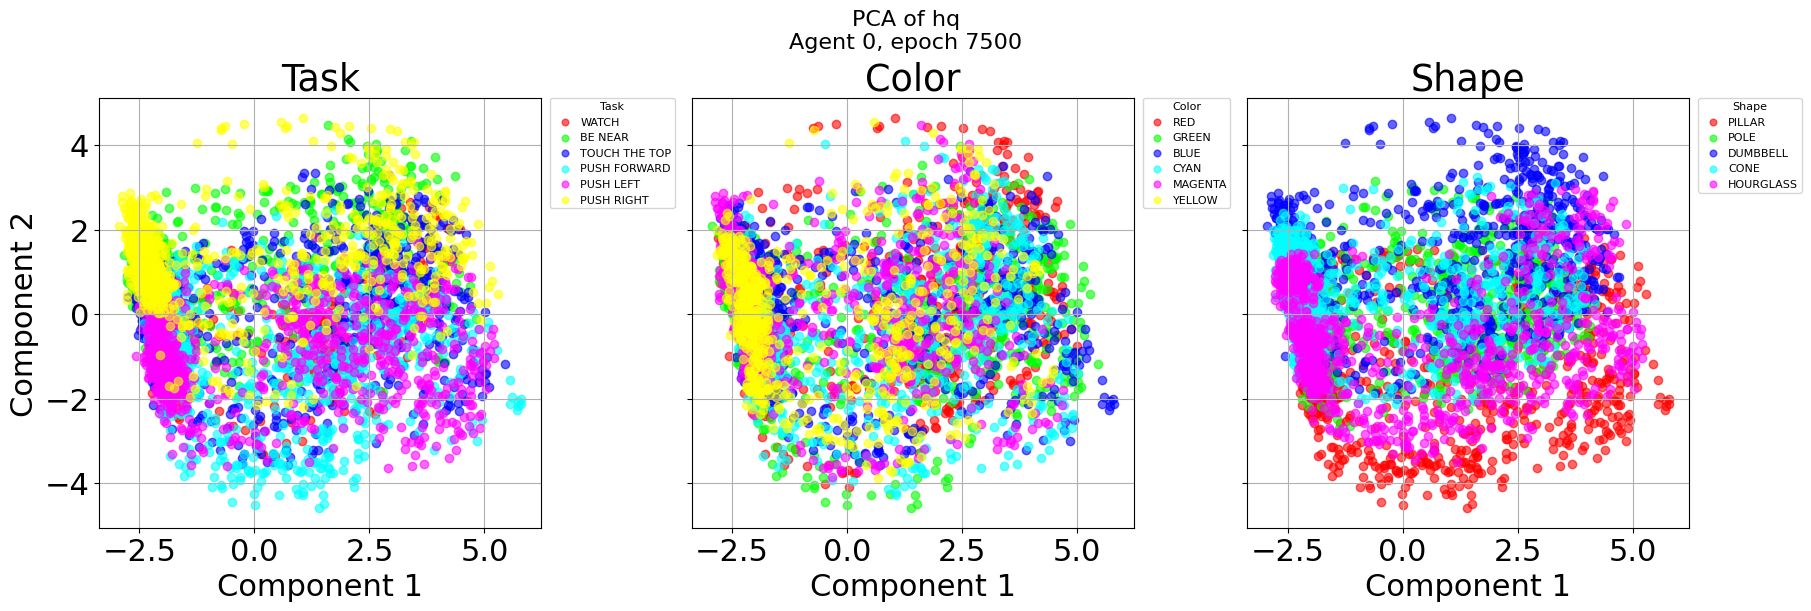 PCA of hq
Agent 0, epoch 7500
Task
Component 2
4
2
0
−2
−4
−2.5 0.0 2.5 5.0
Component 1
Task
WATCH
BE NEAR
TOUCH THE TOP
PUSH FORWARD
PUSH LEFT
PUSH RIGHT
Color
−2.5 0.0 2.5 5.0
Component 1
Color
RED
GREEN
BLUE
CYAN
MAGENTA
YELLOW
Shape
−2.5 0.0 2.5 5.0
Component 1
Shape
PILLAR
POLE
DUMBBELL
CONE
HOURGLASS